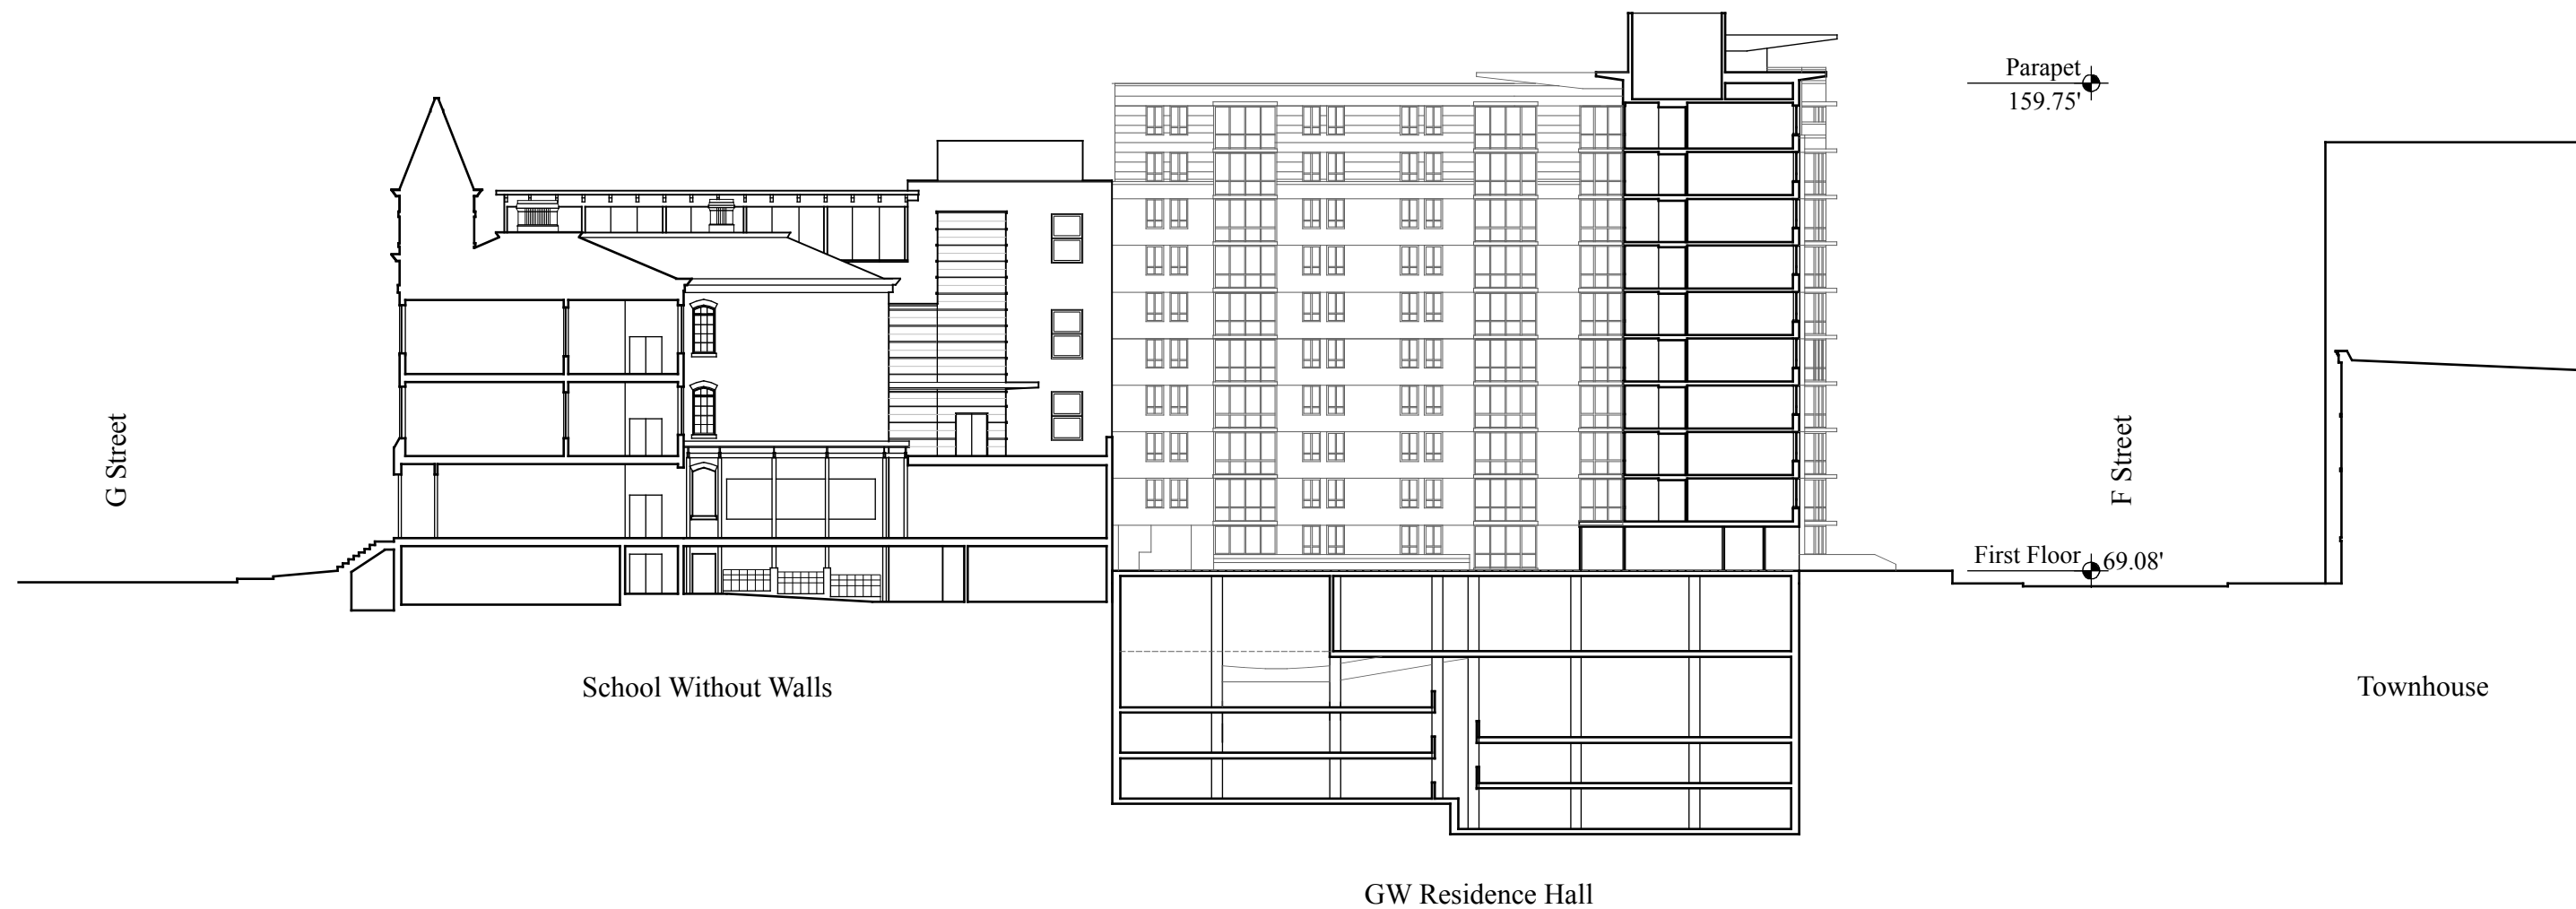 Parapet
159.75'
G Street
F Street
First Floor
69.08'
School Without Walls
Townhouse
GW Residence Hall